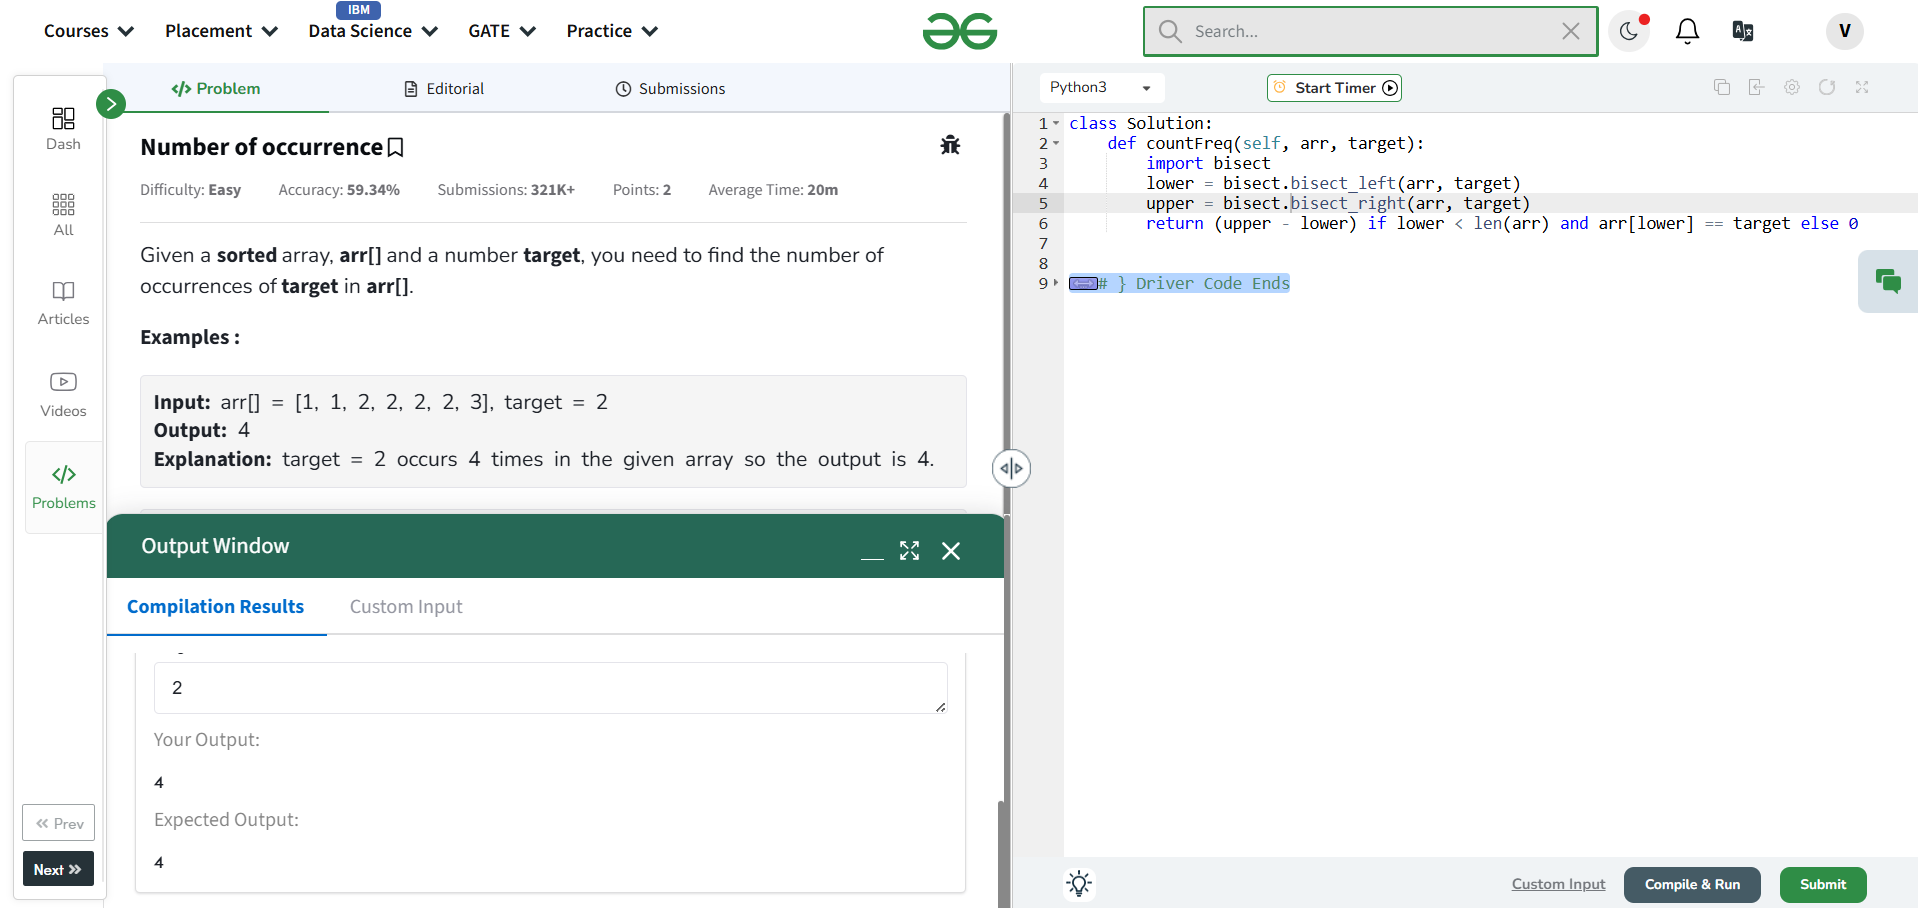 IBM
Courses Placement Data Science GATE Practice
Search...
V
Dash
All
Articles
Videos
Problems
Prev
Next
Problem Editorial Submissions
Number of occurrence
Difficulty: Easy Accuracy: 59.34% Submissions: 321K+ Points: 2 Average Time: 20m
Given a sorted array, arr[] and a number target, you need to find the number of
occurrences of target in arr[].
Examples :
Input: arr[] = [1, 1, 2, 2, 2, 2, 3], target = 2
Output: 4
Explanation: target = 2 occurs 4 times in the given array so the output is 4.
Output Window
Compilation Results Custom Input
2
Your Output:
4
Expected Output:
4
Python3 Start Timer
1 class Solution:
2 def countFreq(self, arr, target):
3 import bisect
4 lower = bisect.bisect_left(arr, target)
5 upper = bisect.bisect_right(arr, target)
6 return (upper - lower) if lower < len(arr) and arr[lower] == target else 0
7
8
9 # } Driver Code Ends
Custom Input Compile & Run Submit